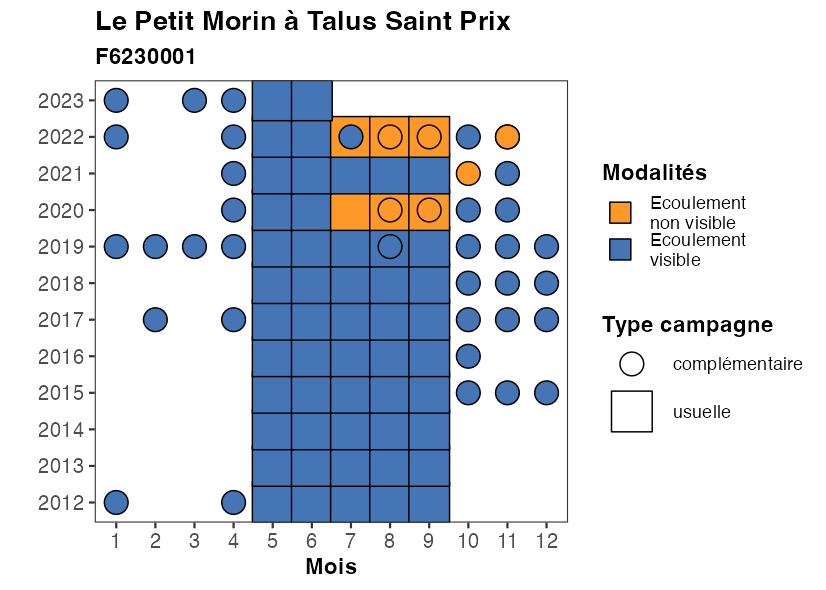 Le Petit Morin à Talus Saint Prix
F6230001
2023
2022
2021
2020
2019
2018
2017
2016
2015
2014
2013
2012
1 2 3 4 5 6 7 8 9 10 11 12
Mois
Modalités
Ecoulement
non visible
Ecoulement
visible
Type campagne
complémentaire
usuelle